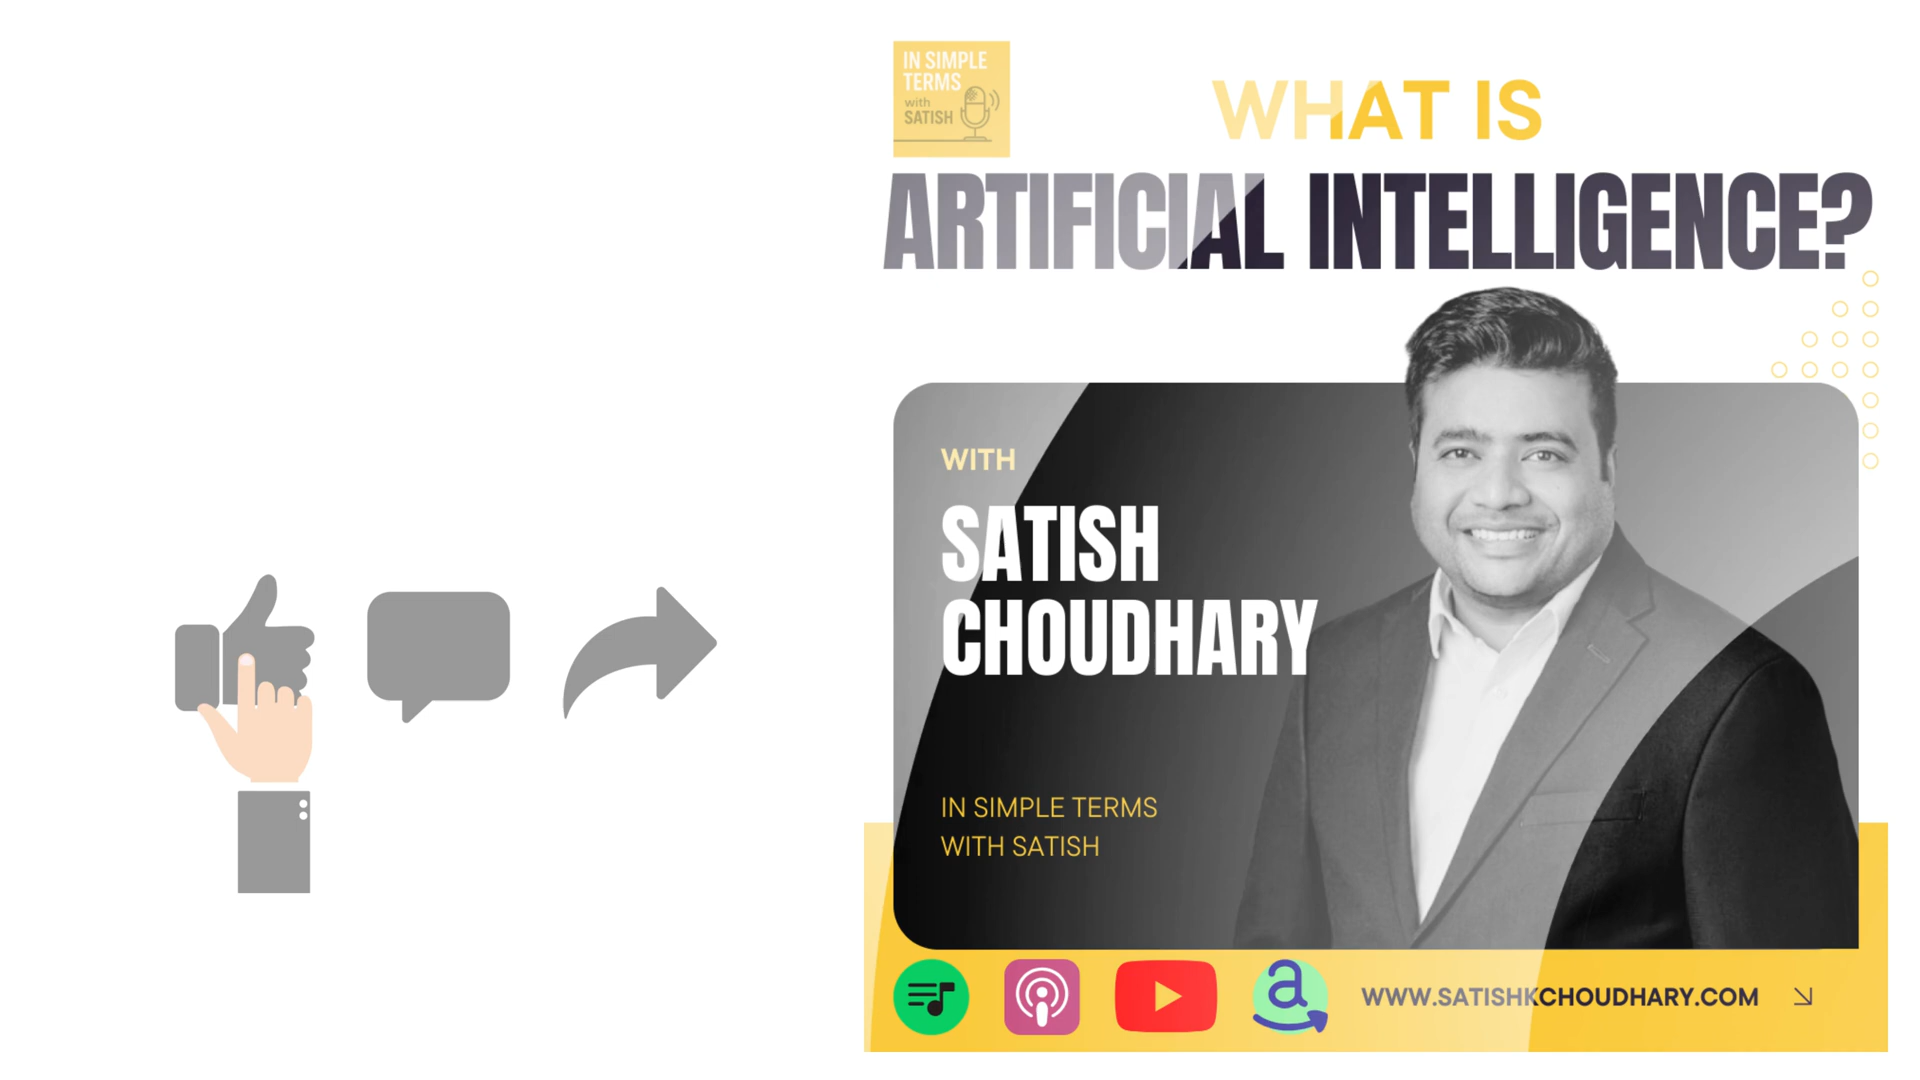 IN SIMPLE
TERMS
with
SATISH
WHAT IS
ARTIFICIAL INTELLIGENCE?
WITH
SATISH
CHOUDHARY
IN SIMPLE TERMS
WITH SATISH
a
WWW.SATISHKCHOUDHARY.COM